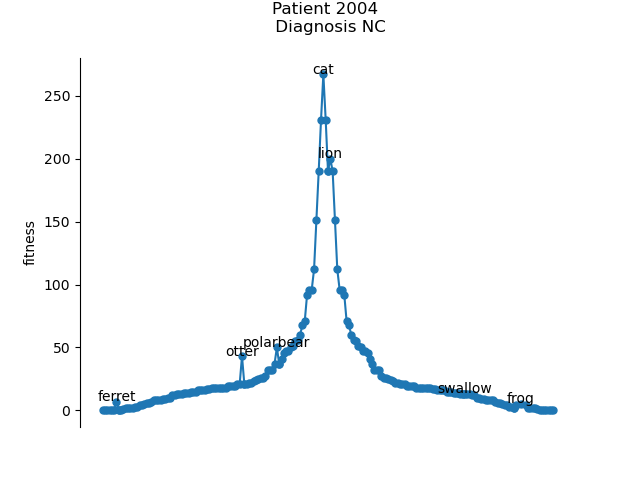 Patient 2004
Diagnosis NC
cat
250
lion
200
fitness
150
100
polarbear
otter
50
ferret
swallow
frog
0